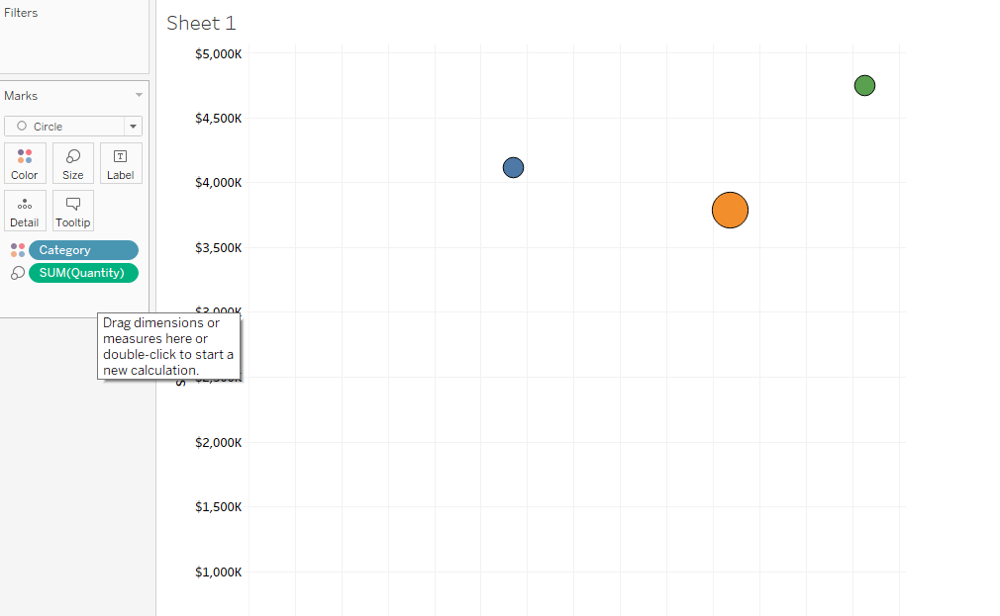 Filters
Marks
Circle
Color
Size
T
Label
Detail
Tooltip
Category
SUM(Quantity)
Drag dimensions or
measures here or
double-click to start a
new calculation.
Sheet 1
$5,000K
$4,500K
$4,000K
$3,500K
$3,000K
$2,500K
$2,000K
$1,500K
$1,000K